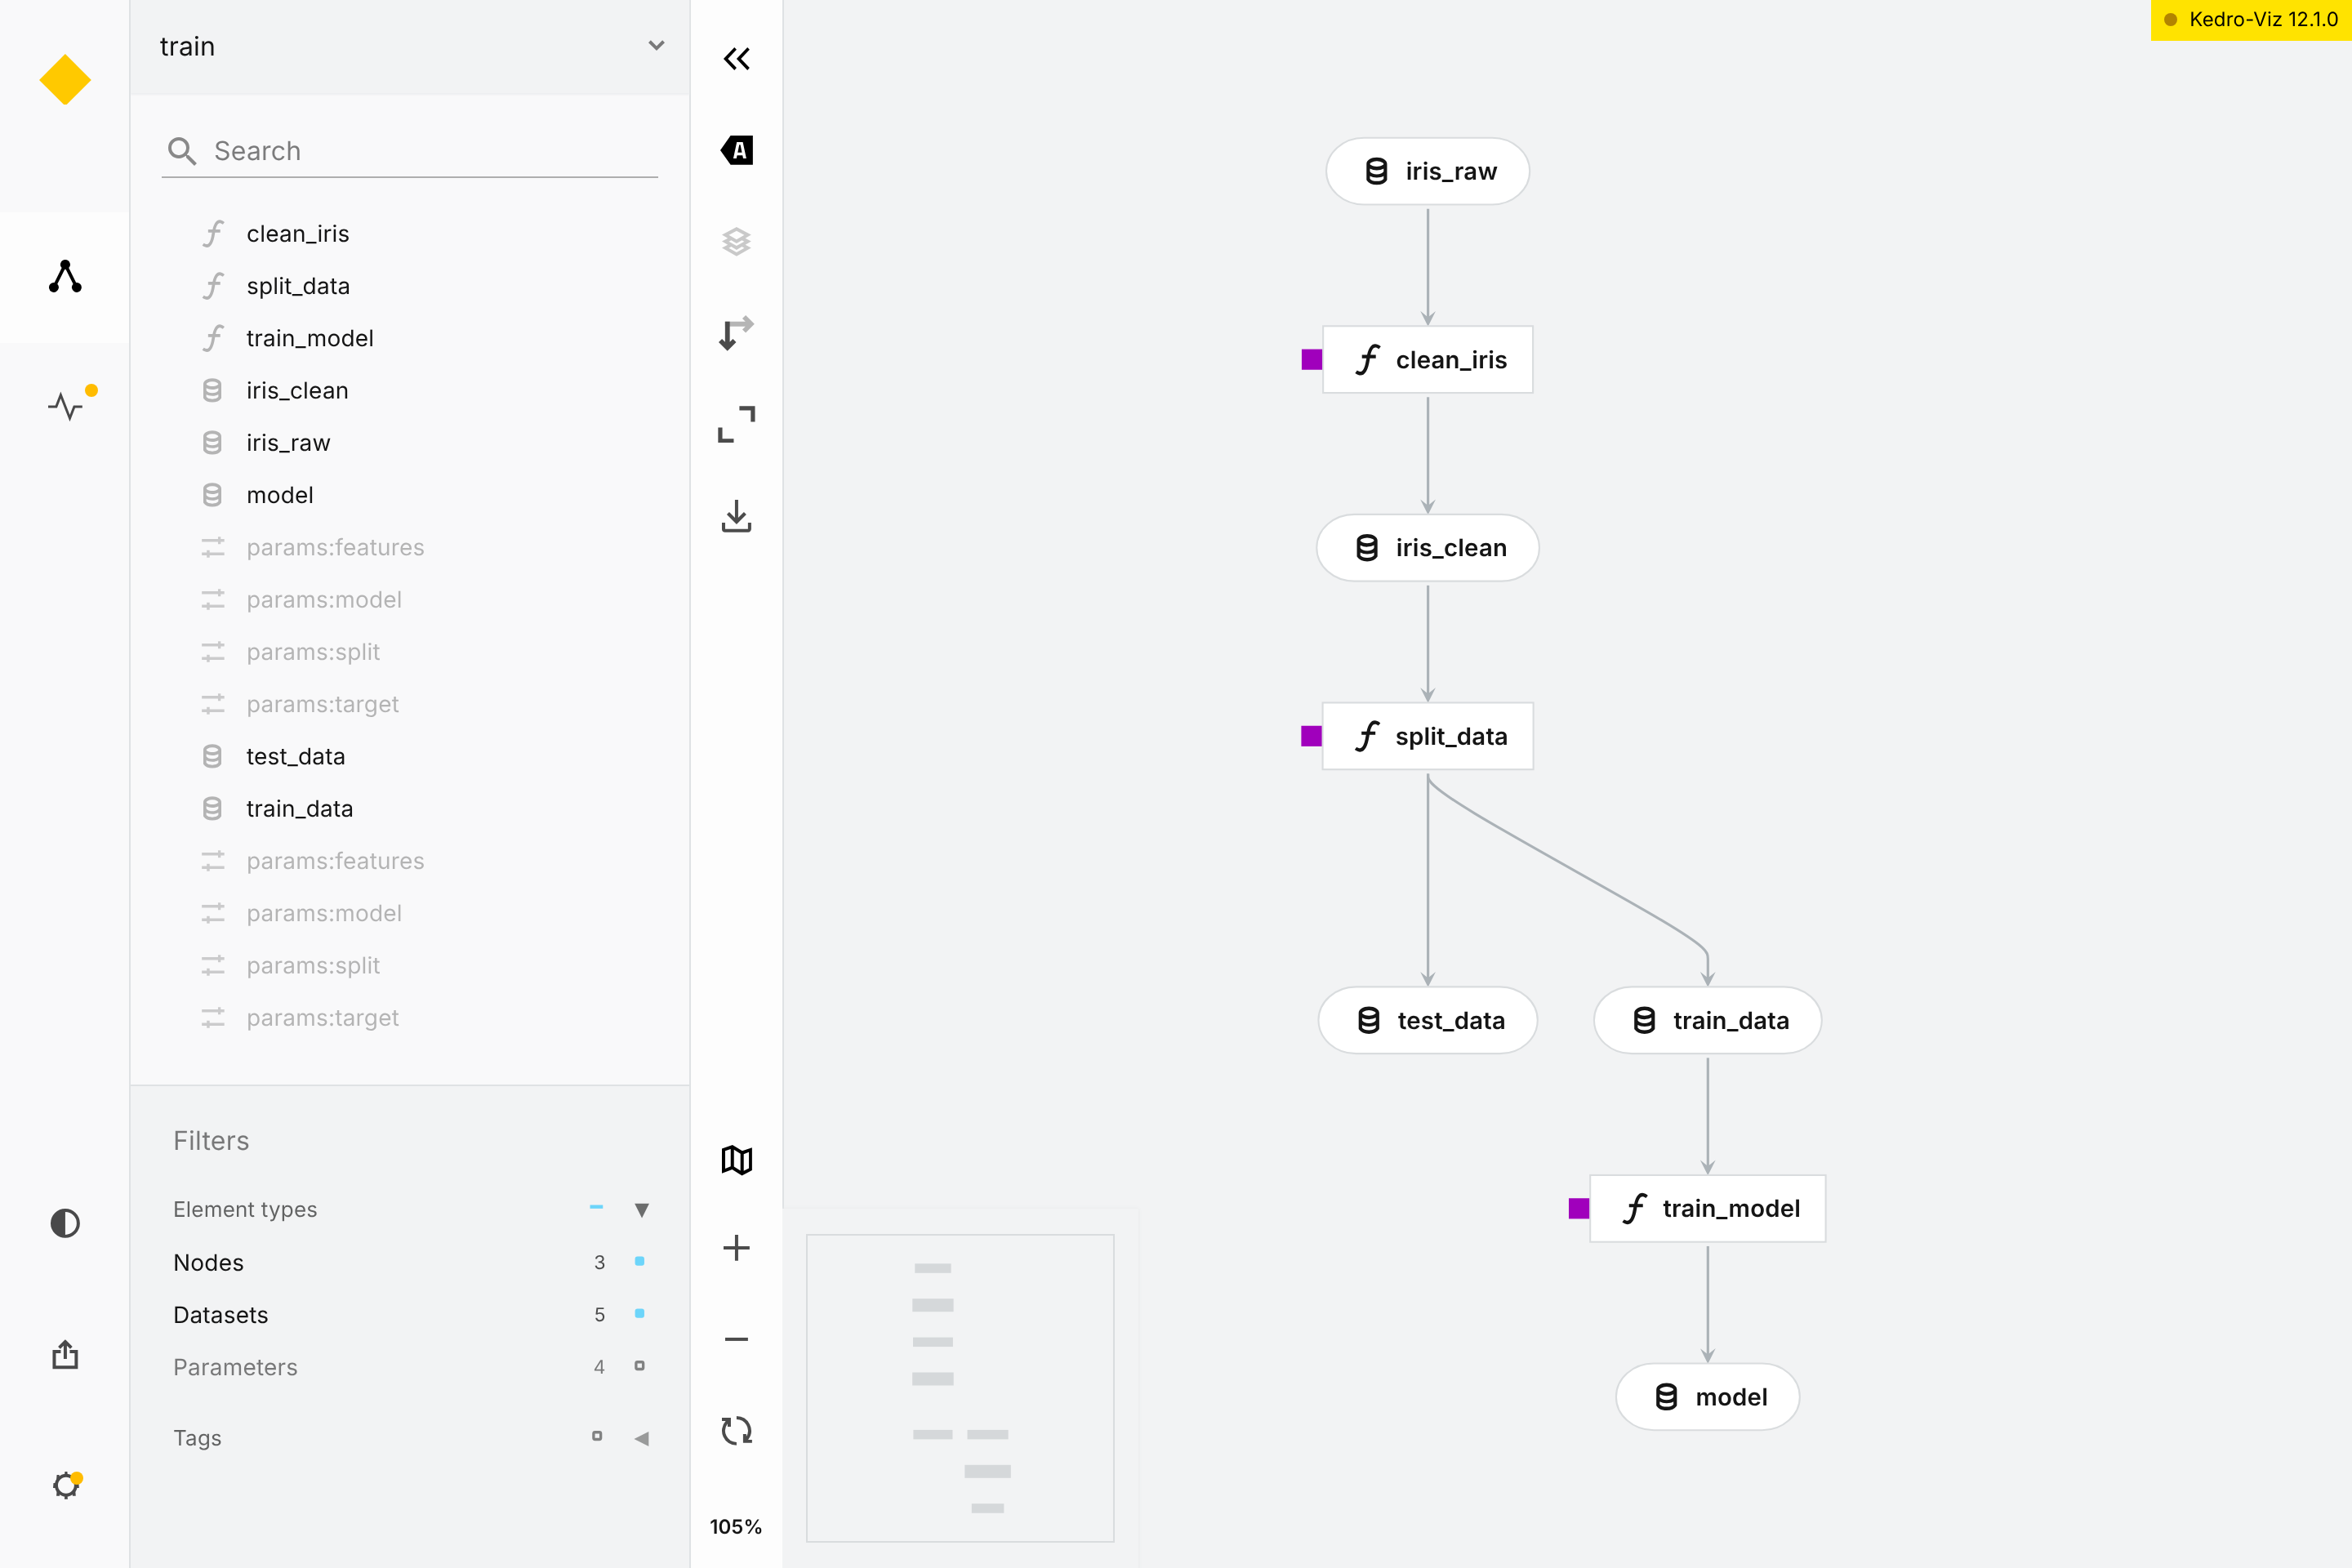 train
Kedro-Viz 12.1.0
Search
clean_iris
split_data
train_model
iris_clean
iris_raw
model
params:features
params:model
params:split
params:target
test_data
train_data
params:features
params:model
params:split
params:target
Filters
Element types
Nodes 3
Datasets 5
Parameters 4
Tags
A
105%
iris_raw
clean_iris
iris_clean
split_data
test_data train_data
train_model
model